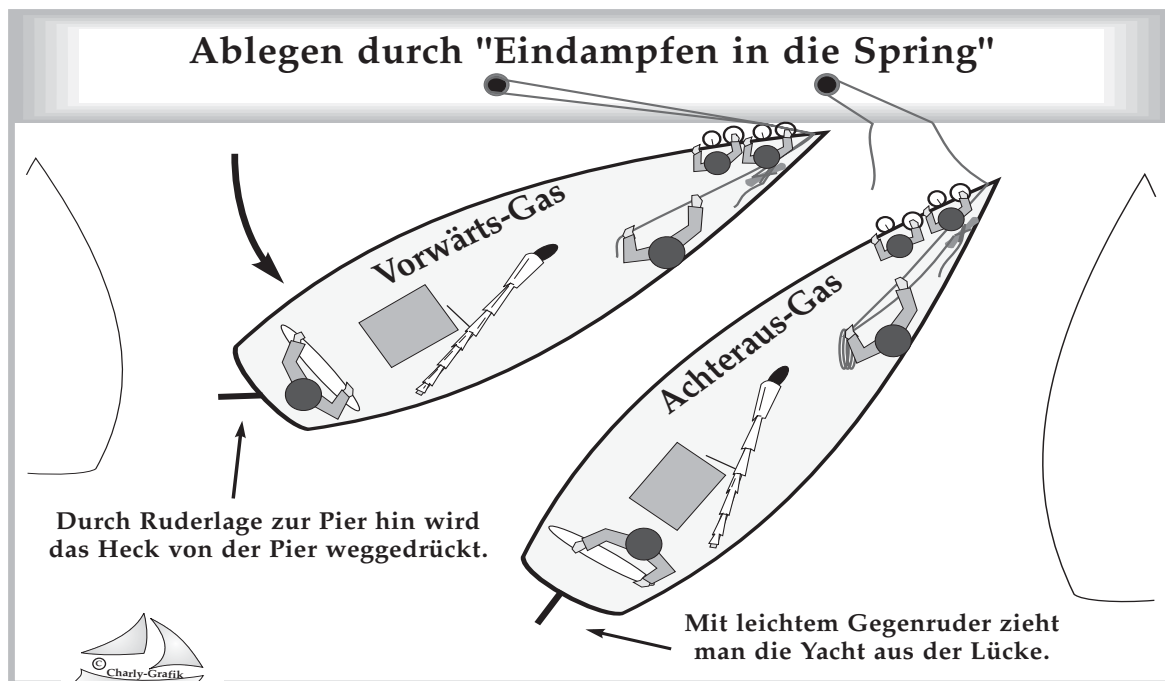 Ablegen durch "Eindampfen in die Spring"
Vorwärts-Gas
Achteraus-Gas
Durch Ruderlage zur Pier hin wird
das Heck von der Pier weggedrückt.
Mit leichtem Gegenruder zieht
man die Yacht aus der Lücke.
©
Charly-Grafik